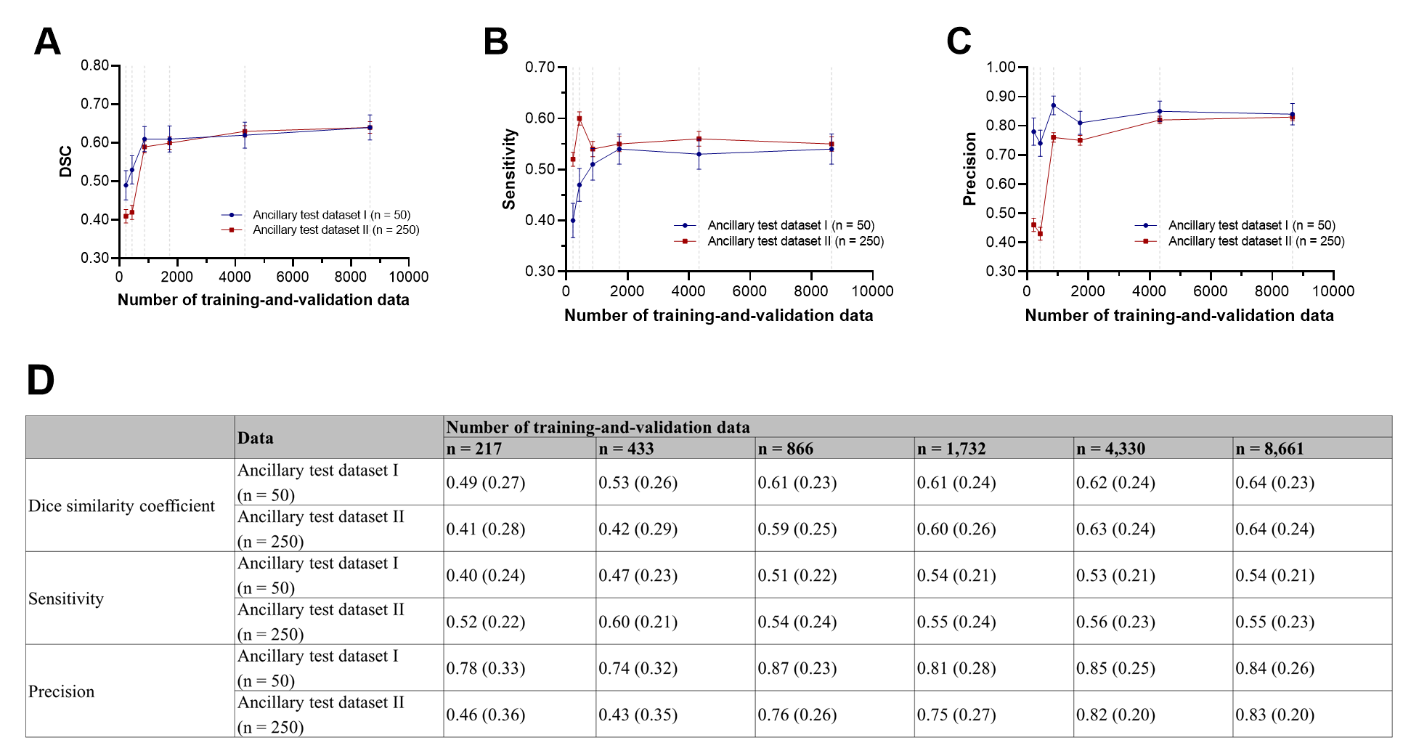 A
DSC
0.80
0.70
0.60
0.50
0.40
0.30
0
2000
4000
6000
8000
10000
Number of training-and-validation data
Ancillary test dataset I (n = 50)
Ancillary test dataset II (n = 250)
B
Sensitivity
0.70
0.60
0.50
0.40
0.30
0
2000
4000
6000
8000
10000
Number of training-and-validation data
Ancillary test dataset I (n = 50)
Ancillary test dataset II (n = 250)
C
Precision
1.00
0.90
0.80
0.70
0.60
0.50
0.40
0.30
0
2000
4000
6000
8000
10000
Number of training-and-validation data
Ancillary test dataset I (n = 50)
Ancillary test dataset II (n = 250)
D
Data
Number of training-and-validation data
n = 217 n = 433 n = 866 n = 1,732 n = 4,330 n = 8,661
Dice similarity coefficient
Ancillary test dataset I
(n = 50)
0.49 (0.27) 0.53 (0.26) 0.61 (0.23) 0.61 (0.24) 0.62 (0.24) 0.64 (0.23)
Ancillary test dataset II
(n = 250)
0.41 (0.28) 0.42 (0.29) 0.59 (0.25) 0.60 (0.26) 0.63 (0.24) 0.64 (0.24)
Sensitivity
Ancillary test dataset I
(n = 50)
0.40 (0.24) 0.47 (0.23) 0.51 (0.22) 0.54 (0.21) 0.53 (0.21) 0.54 (0.21)
Ancillary test dataset II
(n = 250)
0.52 (0.22) 0.60 (0.21) 0.54 (0.24) 0.55 (0.24) 0.56 (0.23) 0.55 (0.23)
Precision
Ancillary test dataset I
(n = 50)
0.78 (0.33) 0.74 (0.32) 0.87 (0.23) 0.81 (0.28) 0.85 (0.25) 0.84 (0.26)
Ancillary test dataset II
(n = 250)
0.46 (0.36) 0.43 (0.35) 0.76 (0.26) 0.75 (0.27) 0.82 (0.20) 0.83 (0.20)